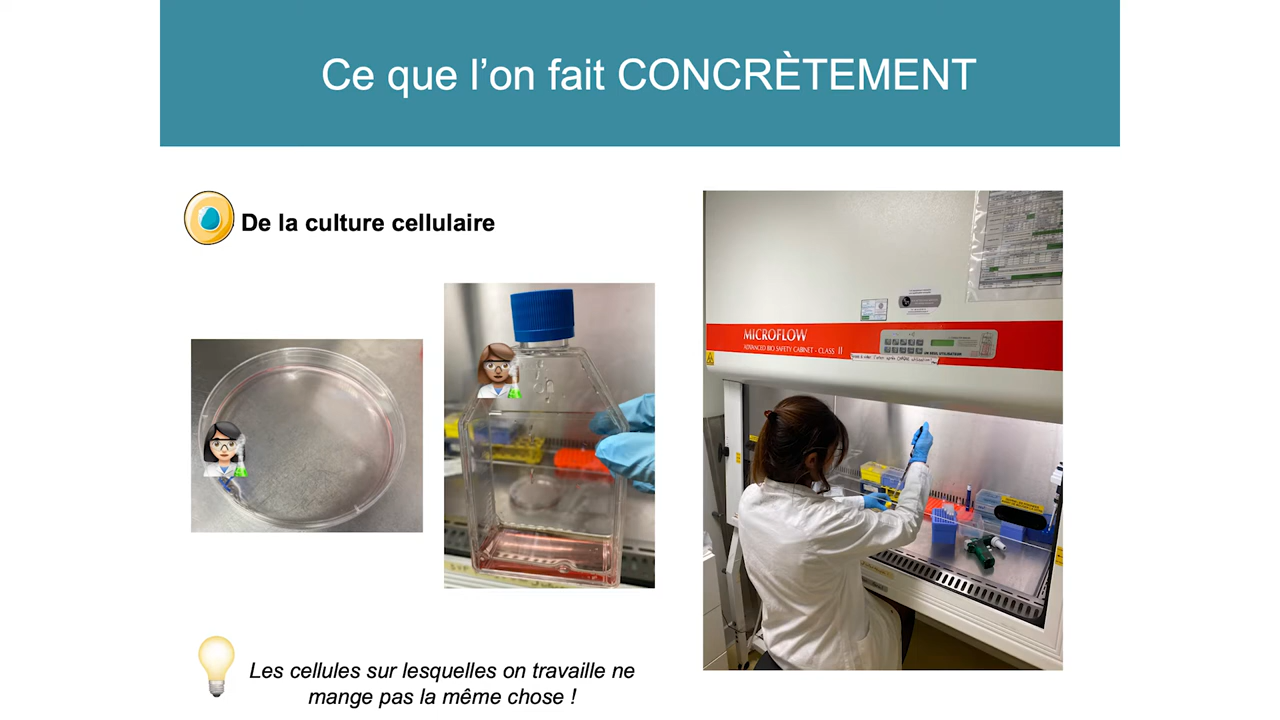 Ce que l’on fait CONCRÈTEMENT
De la culture cellulaire
MICROFLOW
ADVANCED BIO SAFETY CABINET - CLASS II
Les cellules sur lesquelles on travaille ne
mange pas la même chose !